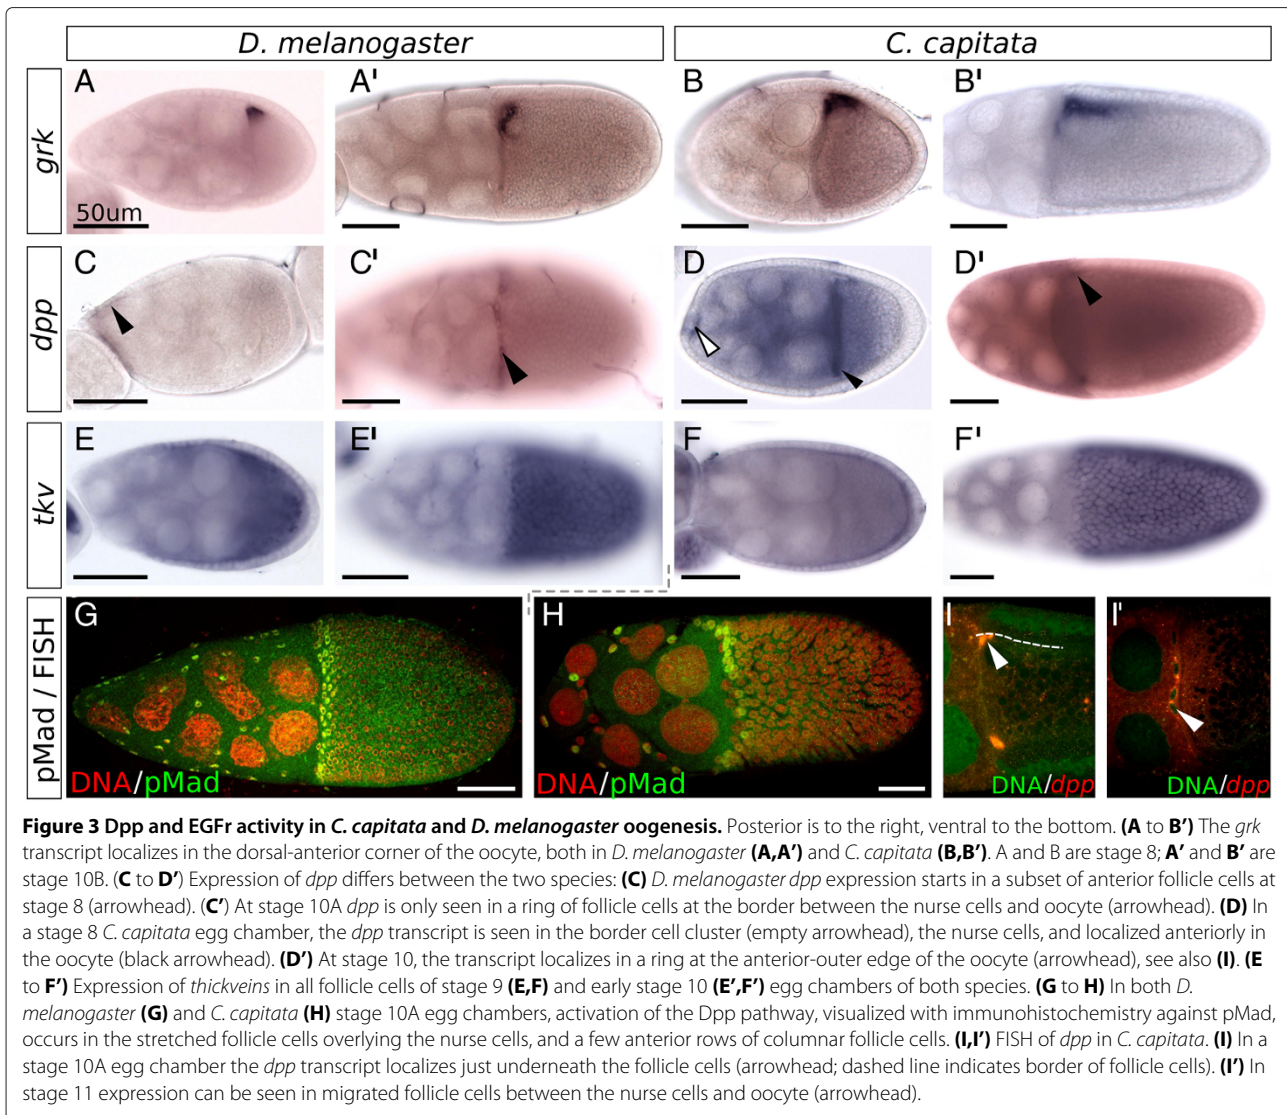 D. melanogaster
C. capitata
grk
A
A'
B
B'
50um
dpp
C
C'
D
D'
tkv
E
E'
F
F'
pMad / FISH
G
H
I
I'
DNA/pMad
DNA/pMad
DNA/dpp
DNA/dpp
Figure 3 Dpp and EGFr activity in C. capitata and D. melanogaster oogenesis. Posterior is to the right, ventral to the bottom. (A to B’) The grk
transcript localizes in the dorsal-anterior corner of the oocyte, both in D. melanogaster (A,A’) and C. capitata (B,B’). A and B are stage 8; A’ and B’ are
stage 10B. (C to D’) Expression of dpp differs between the two species: (C) D. melanogaster dpp expression starts in a subset of anterior follicle cells at
stage 8 (arrowhead). (C’) At stage 10A dpp is only seen in a ring of follicle cells at the border between the nurse cells and oocyte (arrowhead). (D) In
a stage 8 C. capitata egg chamber, the dpp transcript is seen in the border cell cluster (empty arrowhead), the nurse cells, and localized anteriorly in
the oocyte (black arrowhead). (D’) At stage 10, the transcript localizes in a ring at the anterior-outer edge of the oocyte (arrowhead), see also (I). (E
to F’) Expression of thickveins in all follicle cells of stage 9 (E,F) and early stage 10 (E’,F’) egg chambers of both species. (G to H) In both D.
melanogaster (G) and C. capitata (H) stage 10A egg chambers, activation of the Dpp pathway, visualized with immunohistochemistry against pMad,
occurs in the stretched follicle cells overlying the nurse cells, and a few anterior rows of columnar follicle cells. (I,I’) FISH of dpp in C. capitata. (I) In a
stage 10A egg chamber the dpp transcript localizes just underneath the follicle cells (arrowhead; dashed line indicates border of follicle cells). (I’) In
stage 11 expression can be seen in migrated follicle cells between the nurse cells and oocyte (arrowhead).